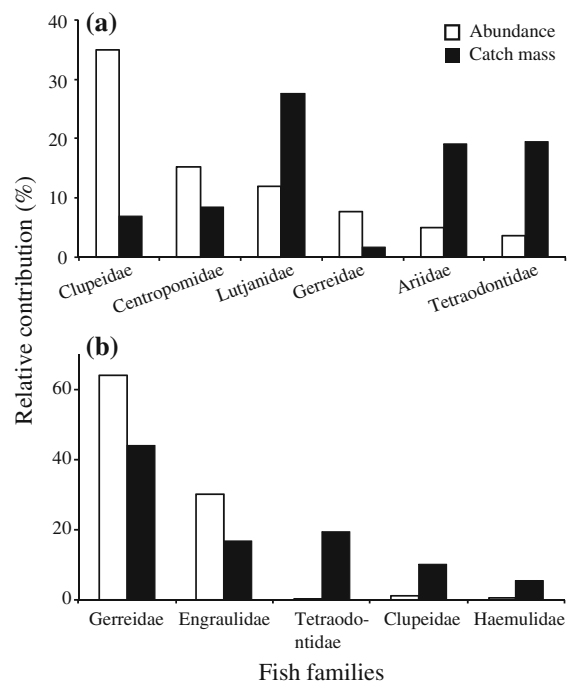 (a)
Abundance
Catch mass
40
30
20
10
0
Clupeidae
Centropomidae
Lutjanidae
Gerreidae
Ariidae
Tetraodontidae
Relative contribution (%)
(b)
60
40
20
0
Gerreidae
Engraulidae
Tetraodo-
ntidae
Clupeidae
Haemulidae
Fish families